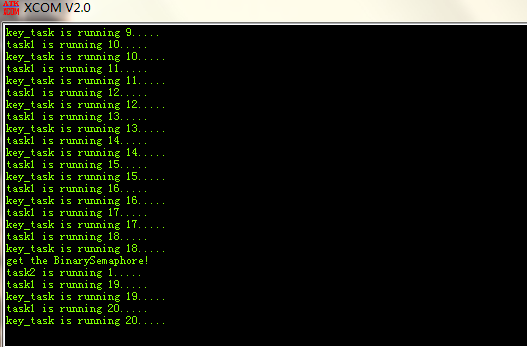 ATK
XCOM
XCOM V2.0
key_task is running 9.....
task1 is running 10.....
key_task is running 10.....
task1 is running 11.....
key_task is running 11.....
task1 is running 12.....
key_task is running 12.....
task1 is running 13.....
key_task is running 13.....
task1 is running 14.....
key_task is running 14.....
task1 is running 15.....
key_task is running 15.....
task1 is running 16.....
key_task is running 16.....
task1 is running 17.....
key_task is running 17.....
task1 is running 18.....
key_task is running 18.....
get the BinarySemaphore!
task2 is running 1.....
task1 is running 19.....
key_task is running 19.....
task1 is running 20.....
key_task is running 20.....